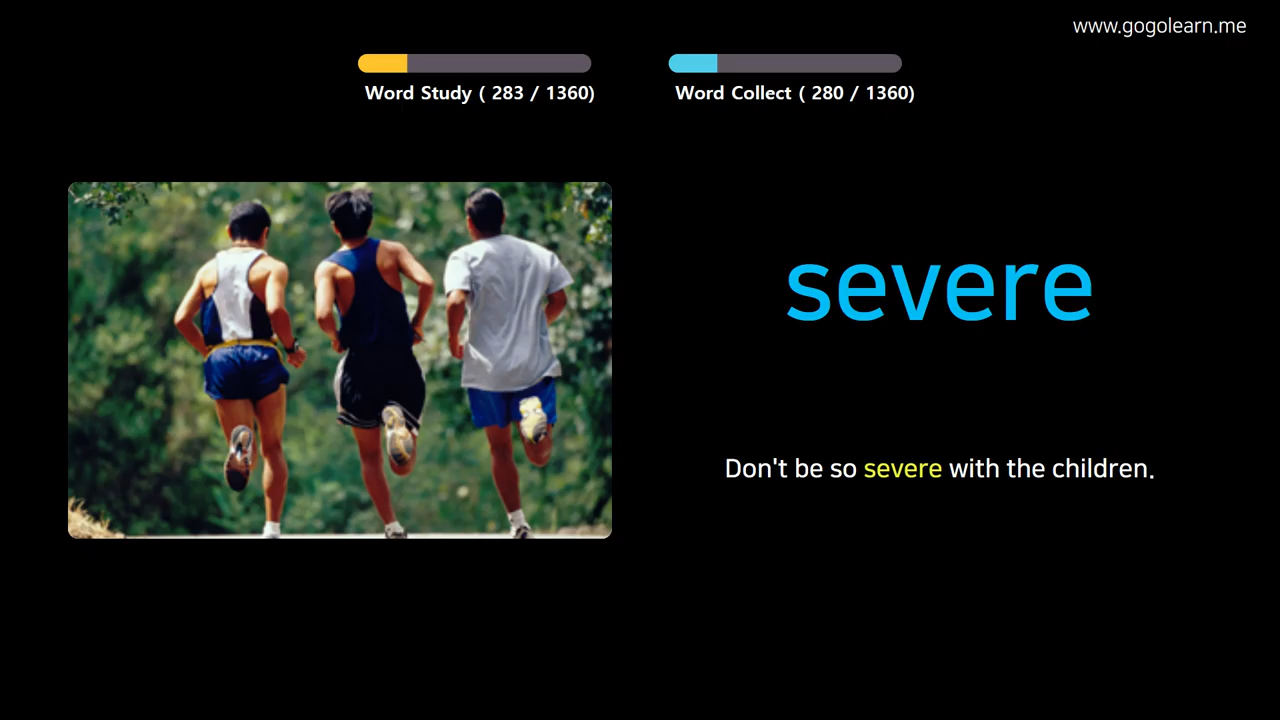 www.gogolearn.me
Word Study ( 283 / 1360)
Word Collect ( 280 / 1360)
severe
Don't be so severe with the children.